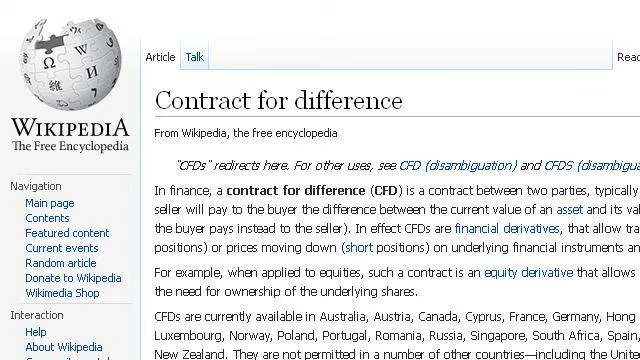 WIKIPEDIA
The Free Encyclopedia
Article
Talk
Read
Contract for difference
From Wikipedia, the free encyclopedia
"CFDs" redirects here. For other uses, see CFD (disambiguation) and CFDS (disambigua
Navigation
Main page
Contents
Featured content
Current events
Random article
Donate to Wikipedia
Wikimedia Shop
Interaction
Help
About Wikipedia
In finance, a contract for difference (CFD) is a contract between two parties, typically
seller will pay to the buyer the difference between the current value of an asset and its val
the buyer pays instead to the seller). In effect CFDs are financial derivatives, that allow tra
positions) or prices moving down (short positions) on underlying financial instruments an
For example, when applied to equities, such a contract is an equity derivative that allows
the need for ownership of the underlying shares.
CFDs are currently available in Australia, Austria, Canada, Cyprus, France, Germany, Hong
Luxembourg, Norway, Poland, Portugal, Romania, Russia, Singapore, South Africa, Spain,
New Zealand. They are not permitted in a number of other countries—including the Unite